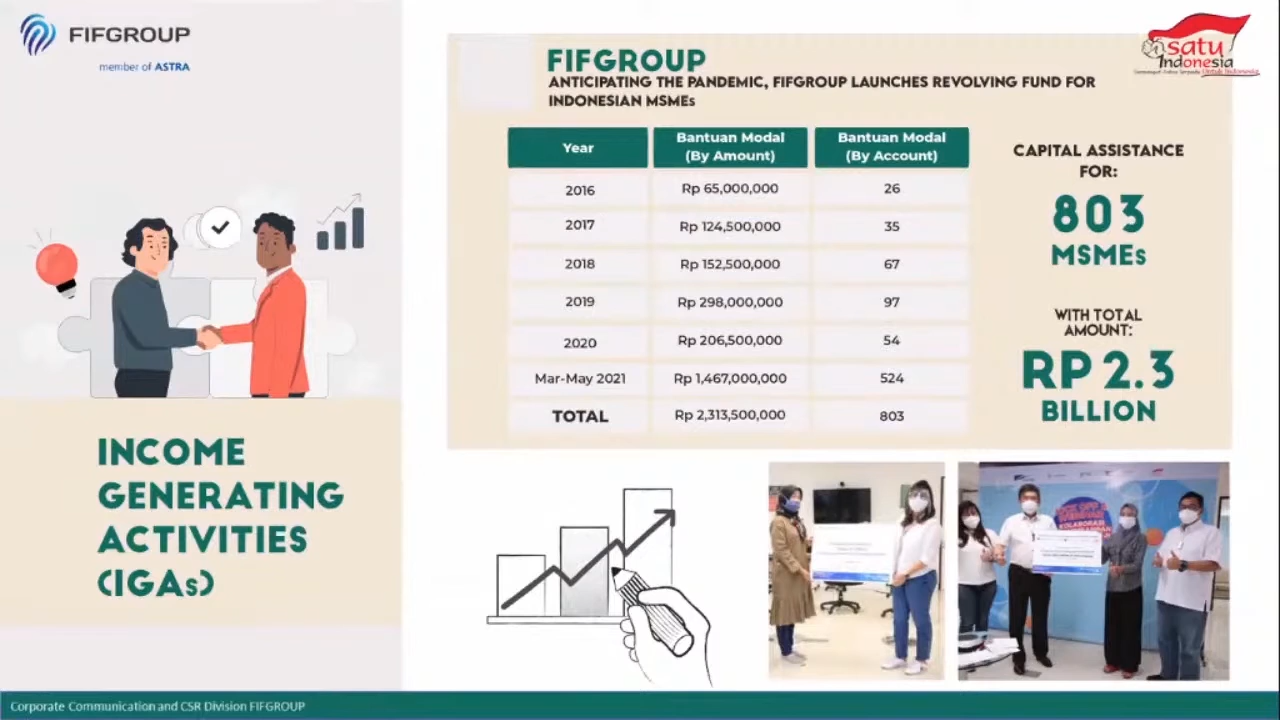 FIFGROUP
member of ASTRA
satu
Indonesia
FIFGROUP
ANTICIPATING THE PANDEMIC, FIFGROUP LAUNCHES REVOLVING FUND FOR
INDONESIAN MSMEs
Year
Bantuan Modal
(By Amount)
Bantuan Modal
(By Account)
2016 Rp 65,000,000 26
2017 Rp 124,500,000 35
2018 Rp 152,500,000 67
2019 Rp 298,000,000 97
2020 Rp 206,500,000 54
Mar-May 2021 Rp 1,467,000,000 524
TOTAL Rp 2,313,500,000 803
CAPITAL ASSISTANCE
FOR:
803
MSMEs
WITH TOTAL
AMOUNT:
RP 2.3
BILLION
INCOME
GENERATING
ACTIVITIES
(IGAs)
KOLABORASI
Corporate Communication and CSR Division FIFGROUP